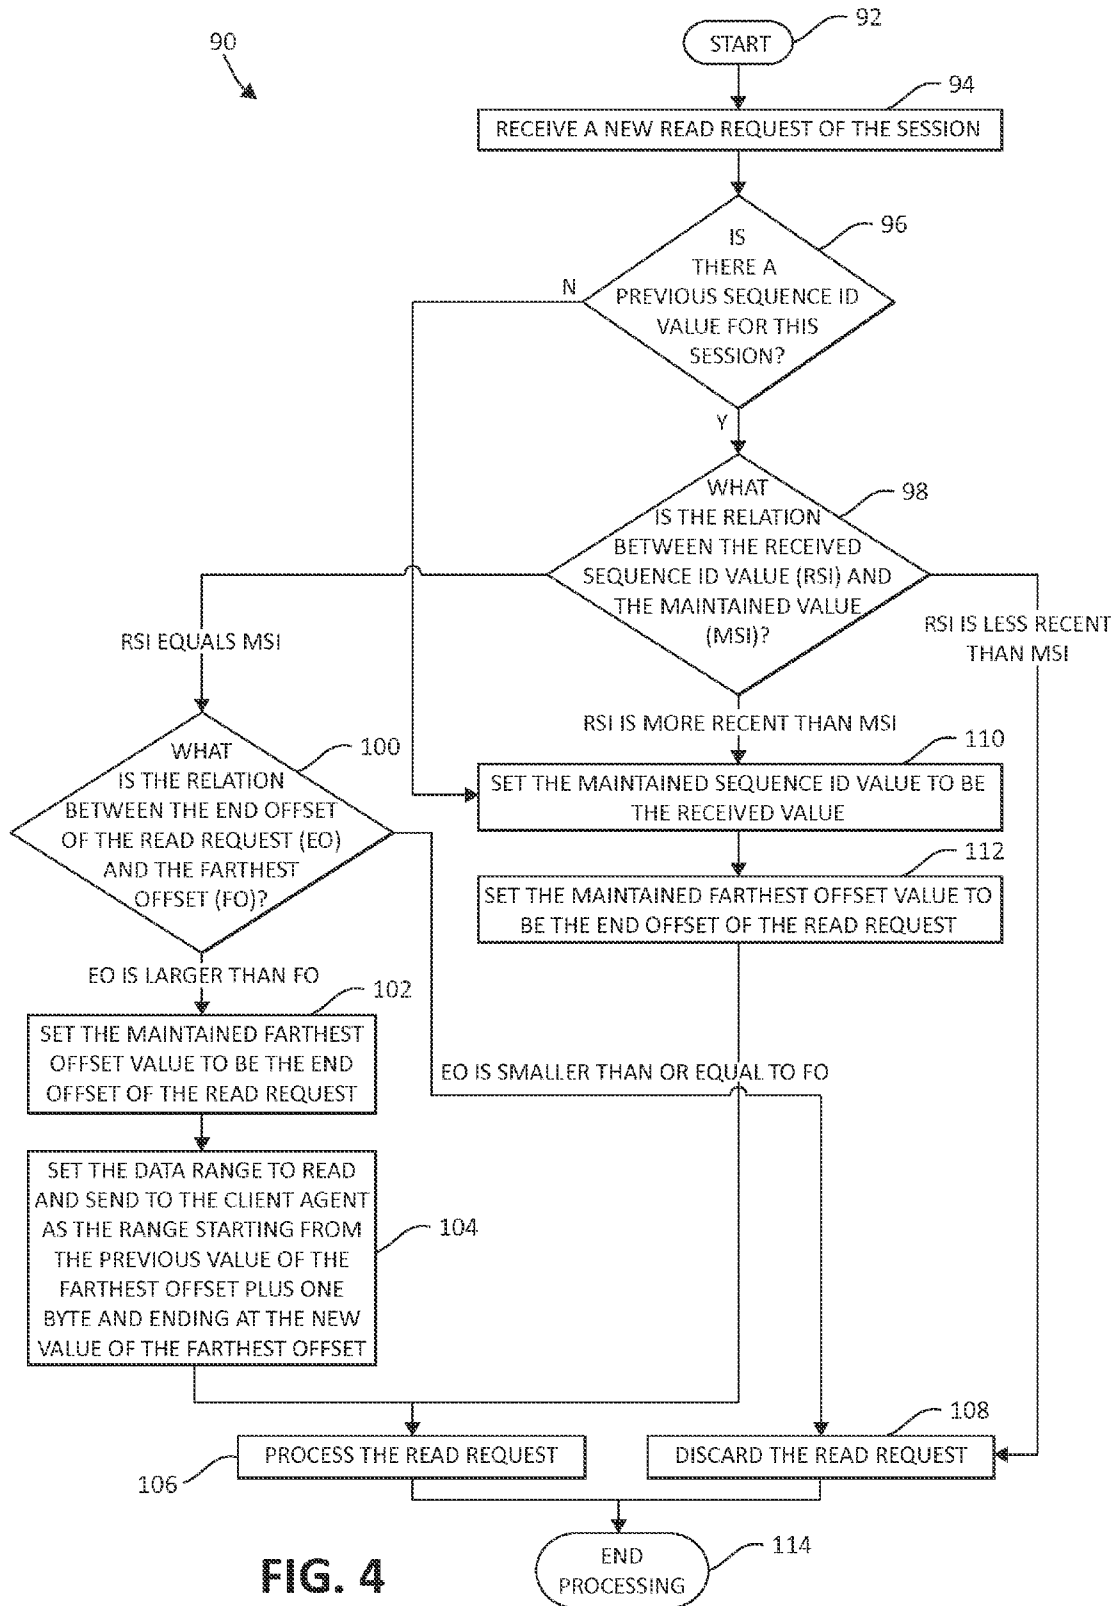 90
START
92
94
RECEIVE A NEW READ REQUEST OF THE SESSION
96
IS
THERE A
PREVIOUS SEQUENCE ID
VALUE FOR THIS
SESSION?
N
Y
98
WHAT
IS THE RELATION
BETWEEN THE RECEIVED
SEQUENCE ID VALUE (RSI) AND
THE MAINTAINED VALUE
(MSI)?
RSI EQUALS MSI
RSI IS LESS RECENT
THAN MSI
RSI IS MORE RECENT THAN MSI
100
WHAT
IS THE RELATION
BETWEEN THE END OFFSET
OF THE READ REQUEST (EO)
AND THE FARTHEST
OFFSET (FO)?
110
SET THE MAINTAINED SEQUENCE ID VALUE TO BE
THE RECEIVED VALUE
112
SET THE MAINTAINED FARTHEST OFFSET VALUE TO
BE THE END OFFSET OF THE READ REQUEST
EO IS LARGER THAN FO
102
SET THE MAINTAINED FARTHEST
OFFSET VALUE TO BE THE END
OFFSET OF THE READ REQUEST
EO IS SMALLER THAN OR EQUAL TO FO
SET THE DATA RANGE TO READ
AND SEND TO THE CLIENT AGENT
AS THE RANGE STARTING FROM
THE PREVIOUS VALUE OF THE
FARTHEST OFFSET PLUS ONE
BYTE AND ENDING AT THE NEW
VALUE OF THE FARTHEST OFFSET
104
PROCESS THE READ REQUEST
106
108
DISCARD THE READ REQUEST
END
PROCESSING
114
FIG. 4